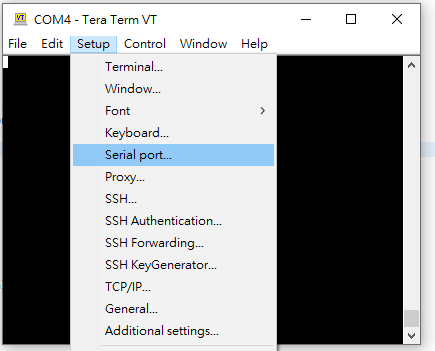 COM4 - Tera Term VT
File Edit Setup Control Window Help
Terminal...
Window...
Font
Keyboard...
Serial port...
Proxy...
SSH...
SSH Authentication...
SSH Forwarding...
SSH KeyGenerator...
TCP/IP...
General...
Additional settings...